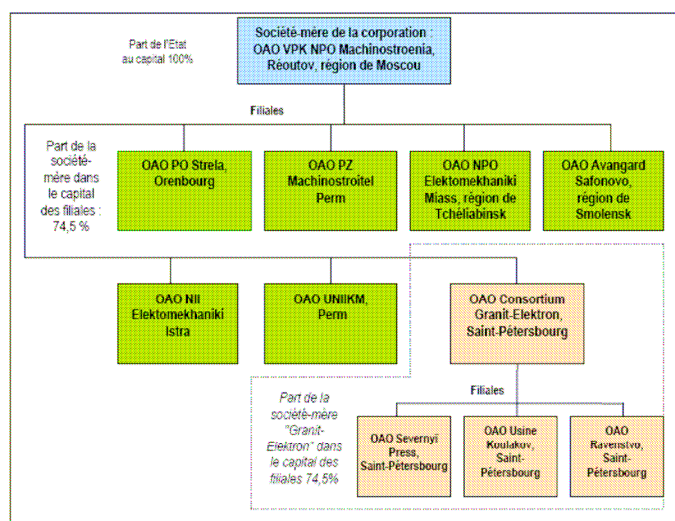 Part de l'Etat
au capital 100%
Société-mère de la corporation :
OAO VPK NPO Machinostroenia,
Réoutov, région de Moscou
Filiales
Part de la
société-
mère dans
le capital
des filiales :
74,5 %
OAO PO Strela,
Orenbourg
OAO PZ
Machinostroitel
Perm
OAO NPO
Elektomekhaniki
Miass, région de
Tchéliabinsk
OAO Avangard
Safonovo,
région de
Smolensk
OAO NII
Elektomekhaniki
Istra
OAO UNIIKM,
Perm
OAO Consortium
Granit-Elektron,
Saint-Pétersbourg
Filiales
Part de la
société-mère
"Granit-
Elektron" dans
le capital des
filiales 74,5%
OAO Severnyi
Press,
Saint-Pétersbourg
OAO Usine
Koulakov,
Saint-
Pétersbourg
OAO
Ravenstvo,
Saint-
Pétersbourg